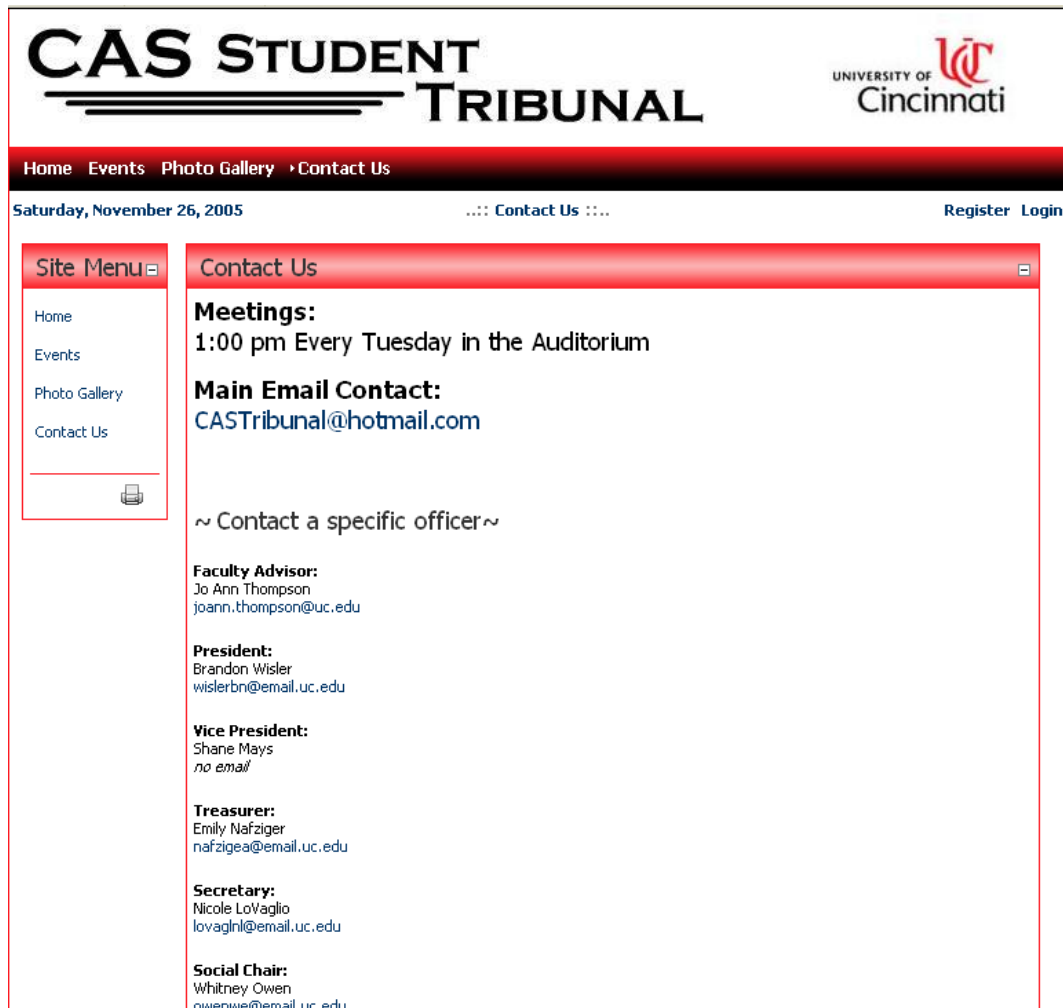 CAS STUDENT
TRIBUNAL
UNIVERSITY OF
Cincinnati
Home Events Photo Gallery Contact Us
Saturday, November 26, 2005 ..:: Contact Us ::.. Register Login
Site Menu
Home
Events
Photo Gallery
Contact Us
Contact Us
Meetings:
1:00 pm Every Tuesday in the Auditorium
Main Email Contact:
CASTribunal@hotmail.com
~ Contact a specific officer~
Faculty Advisor:
Jo Ann Thompson
joann.thompson@uc.edu
President:
Brandon Wisler
wislerbn@email.uc.edu
Vice President:
Shane Mays
no email
Treasurer:
Emily Nafziger
nafzigea@email.uc.edu
Secretary:
Nicole LoVaglio
lovaglnl@email.uc.edu
Social Chair:
Whitney Owen
owenwe@email.uc.edu